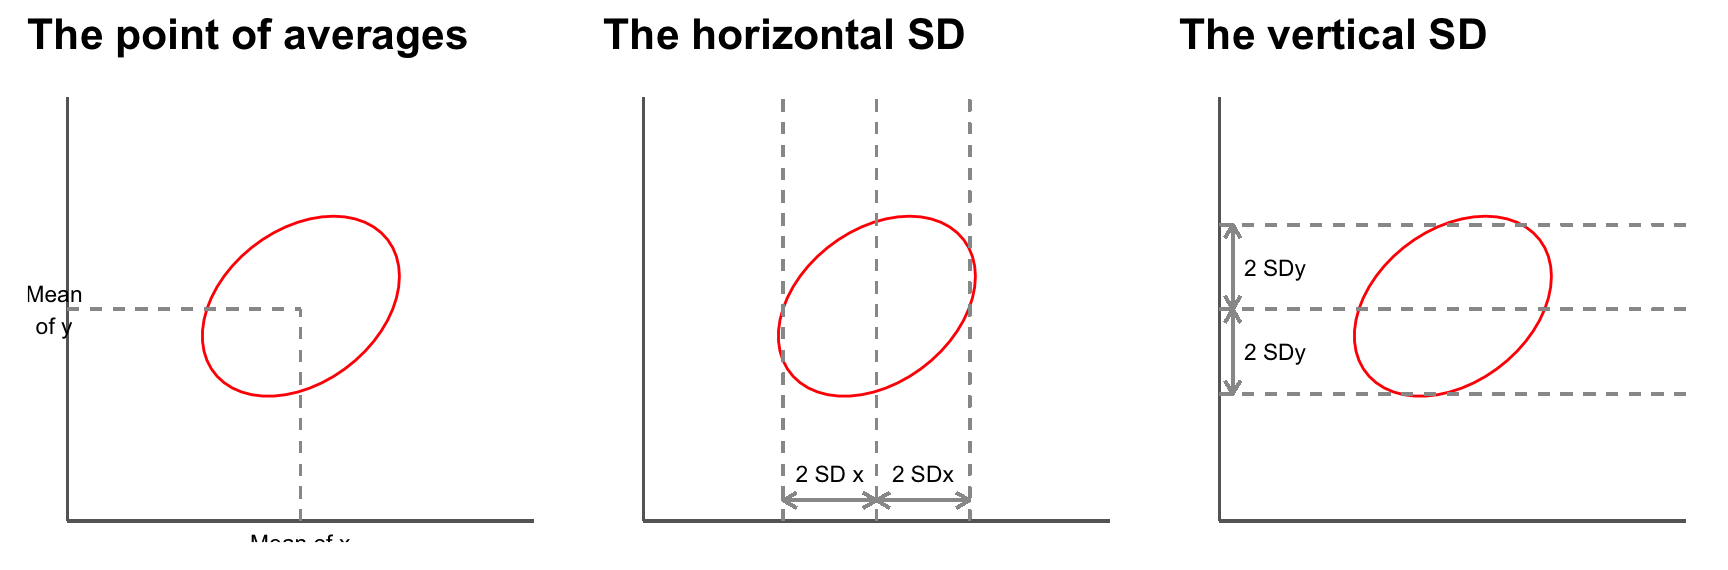 The point of averages
The horizontal SD
The vertical SD
Mean
of y
Mean of x
2 SD x
2 SDx
2 SDy
2 SDy